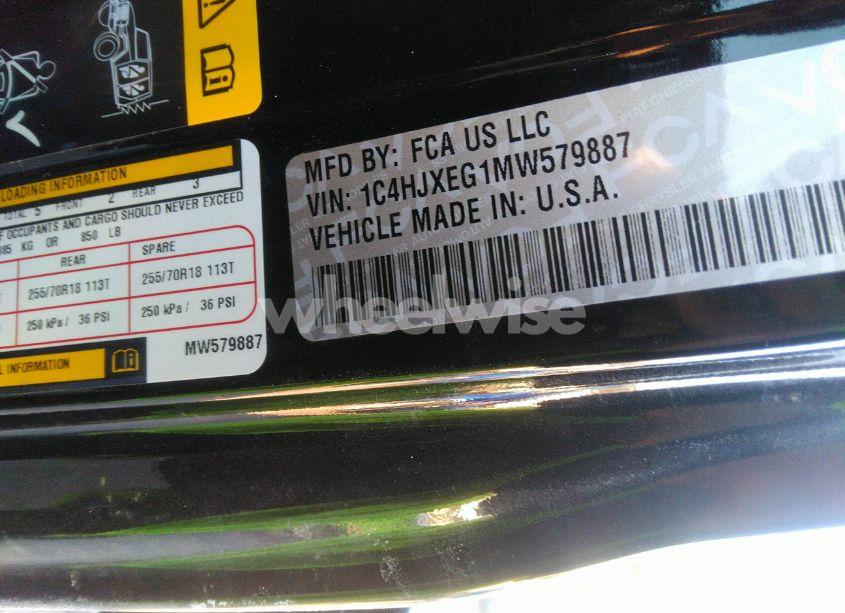 MFD BY: FCA US LLC
VIN: 1C4HJXEG1MW579887
VEHICLE MADE IN: U.S.A.
LOADING INFORMATION
TOTAL 5 FRONT 2 REAR 3
OF OCCUPANTS AND CARGO SHOULD NEVER EXCEED
385 KG OR 850 LB
REAR SPARE
255/70R18 113T 255/70R18 113T
250 kPa/ 36 PSI 250 kPa/ 36 PSI
MW579887
INFORMATION
wheelwise